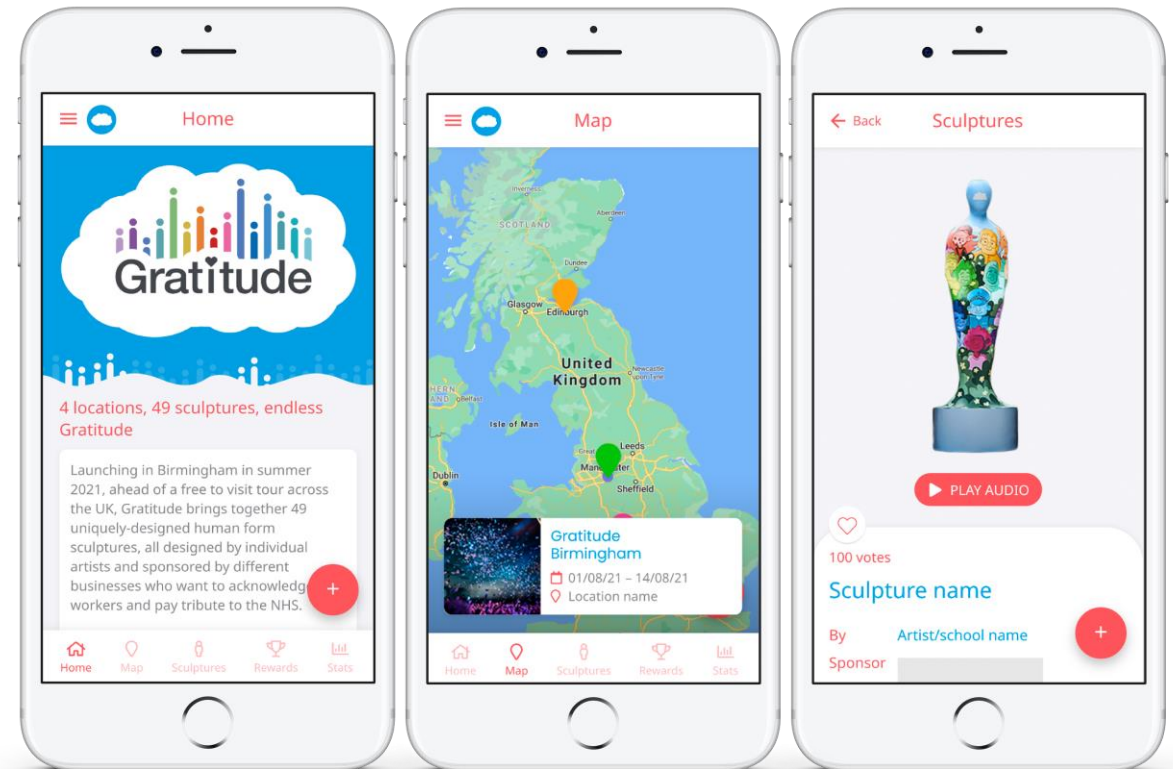 Home
Gratitude
4 locations, 49 sculptures, endless
Gratitude
Launching in Birmingham in summer
2021, ahead of a free to visit tour across
the UK, Gratitude brings together 49
uniquely-designed human form
sculptures, all designed by individual
artists and sponsored by different
businesses who want to acknowledg
workers and pay tribute to the NHS.
+
Home Map Sculptures Rewards Stats
Map
Inverness
Aberdeen
SCOTLAND
Dundee
Glasgow
Edinburgh
United
Kingdom
Newcastle
upon Tyne
Belfast
Isle of Man
Leeds
Dublin
Sheffield
Gratitude
Birmingham
01/08/21 – 14/08/21
Location name
Home Map Sculptures Rewards Stats
Back Sculptures
PLAY AUDIO
100 votes
Sculpture name
By Artist/school name
+
Sponsor